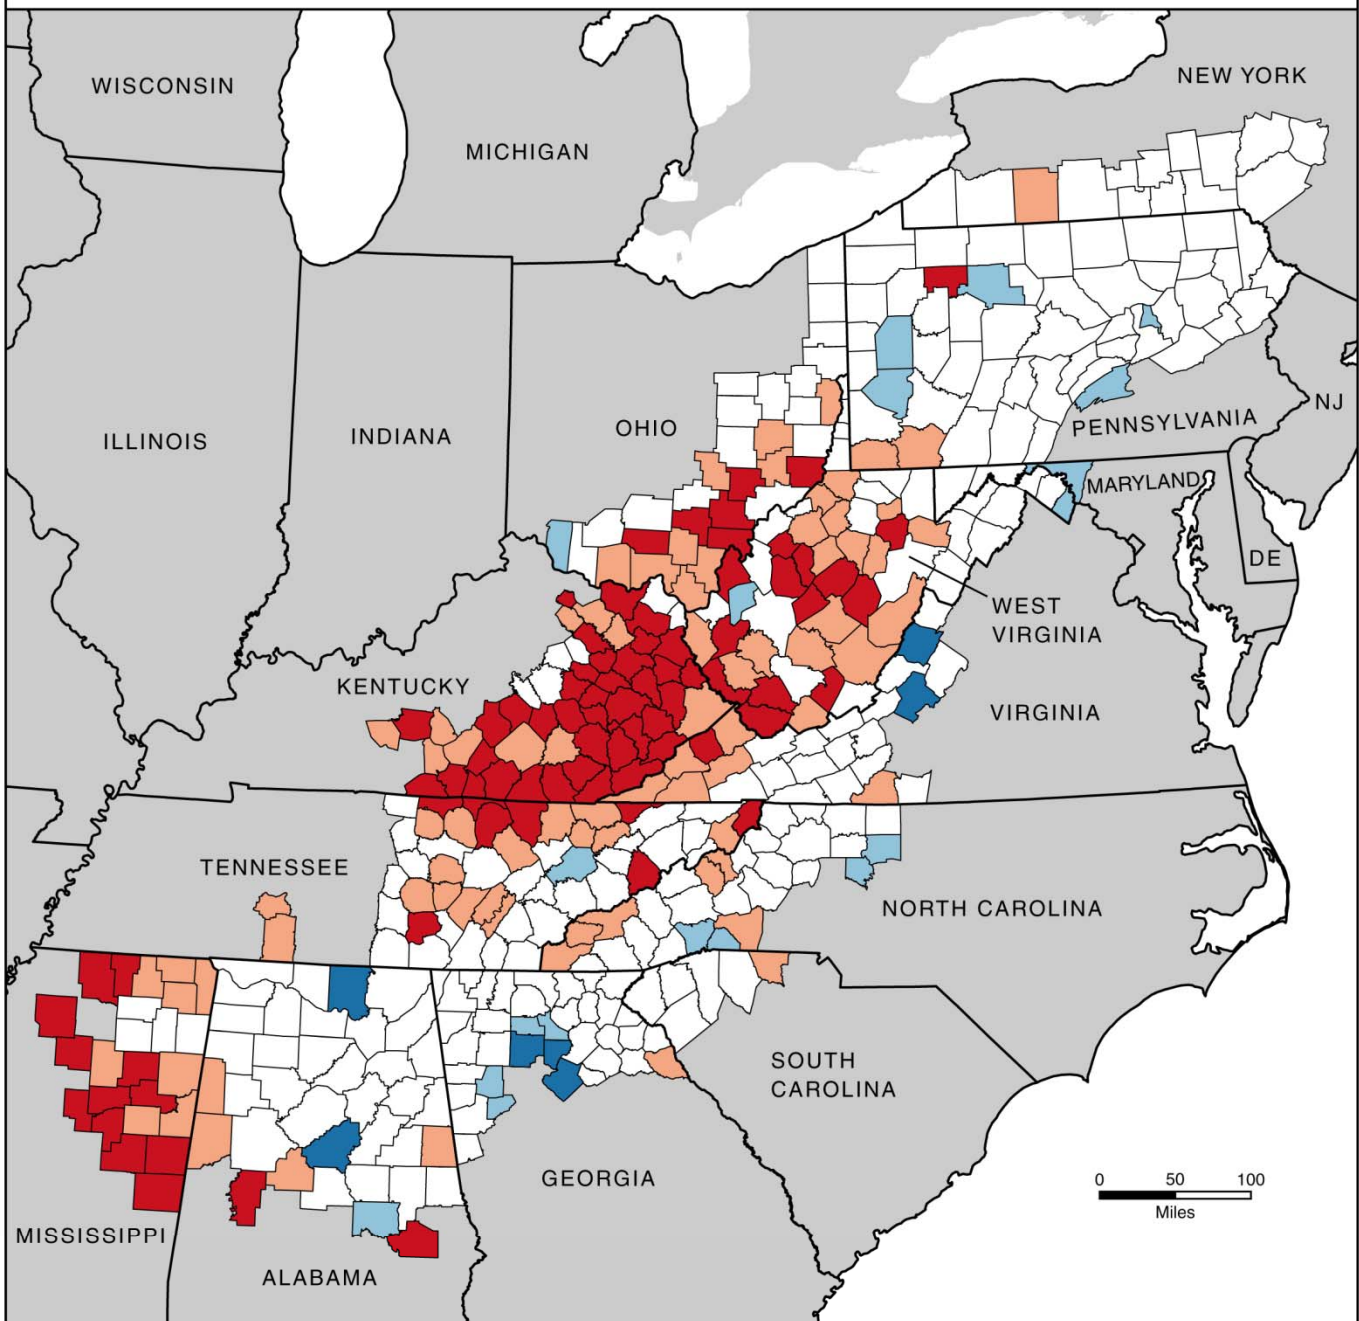 WISCONSIN
NEW YORK
MICHIGAN
ILLINOIS
INDIANA
OHIO
PENNSYLVANIA
NJ
MARYLAND
DE
WEST
VIRGINIA
KENTUCKY
VIRGINIA
TENNESSEE
NORTH CAROLINA
SOUTH
CAROLINA
GEORGIA
0 50 100
Miles
MISSISSIPPI
ALABAMA